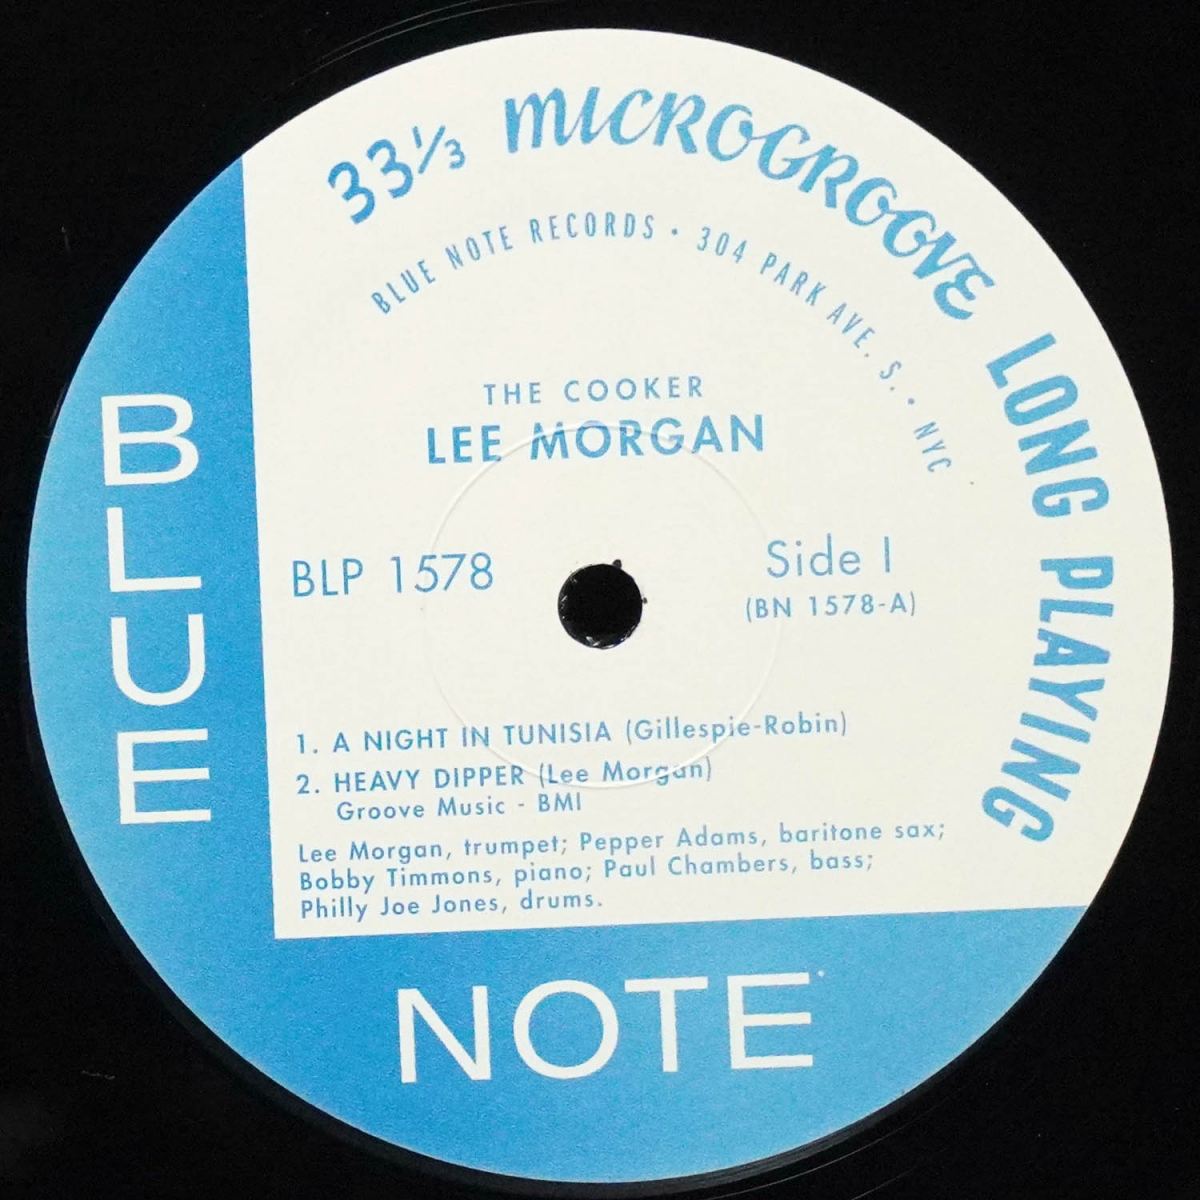 33⅓ MICROGROOVE LONG PLAYING
BLUE NOTE RECORDS • 304 PARK AVE. S. • NYC
THE COOKER
LEE MORGAN
BLP 1578
Side 1
(BN 1578-A)
1. A NIGHT IN TUNISIA (Gillespie-Robin)
2. HEAVY DIPPER (Lee Morgan)
Groove Music - BMI
Lee Morgan, trumpet; Pepper Adams, baritone sax;
Bobby Timmons, piano; Paul Chambers, bass;
Philly Joe Jones, drums.
BLUE
NOTE